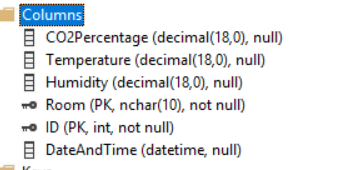 Columns
CO2Percentage (decimal(18,0), null)
Temperature (decimal(18,0), null)
Humidity (decimal(18,0), null)
Room (PK, nchar(10), not null)
ID (PK, int, not null)
DateAndTime (datetime, null)